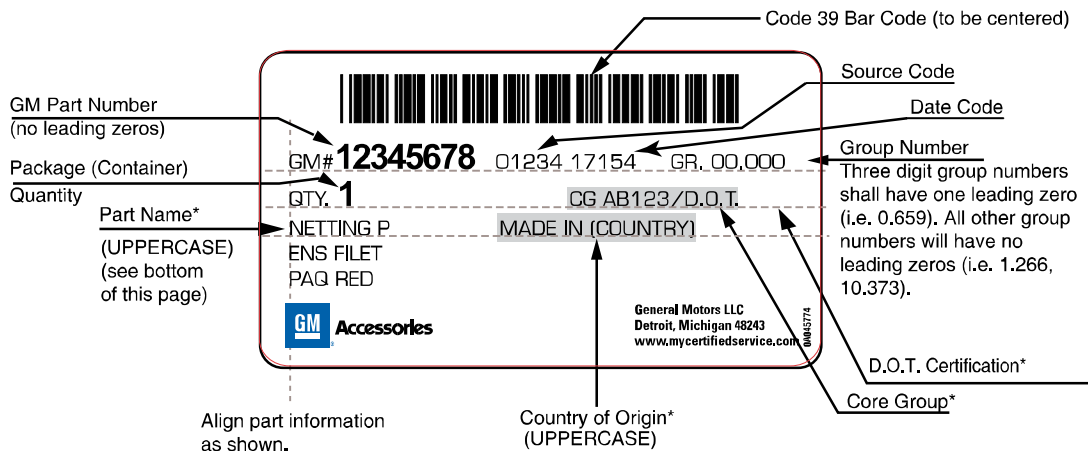 Code 39 Bar Code (to be centered)
Source Code
GM Part Number
(no leading zeros)
Date Code
GM# 12345678 01234 17154 GR. 00,000
Group Number
Three digit group numbers
shall have one leading zero
(i.e. 0.659). All other group
numbers will have no
leading zeros (i.e. 1.266,
10.373).
Package (Container)
Quantity
QTY. 1
CG AB123/D.O.T.
Part Name*
(UPPERCASE)
(see bottom
of this page)
NETTING P
MADE IN (COUNTRY)
ENS FILET
PAQ RED
GM Accessories
General Motors LLC
Detroit, Michigan 48243
www.mycertifiedservice.com
0A045774
D.O.T. Certification*
Core Group*
Align part information
as shown.
Country of Origin*
(UPPERCASE)